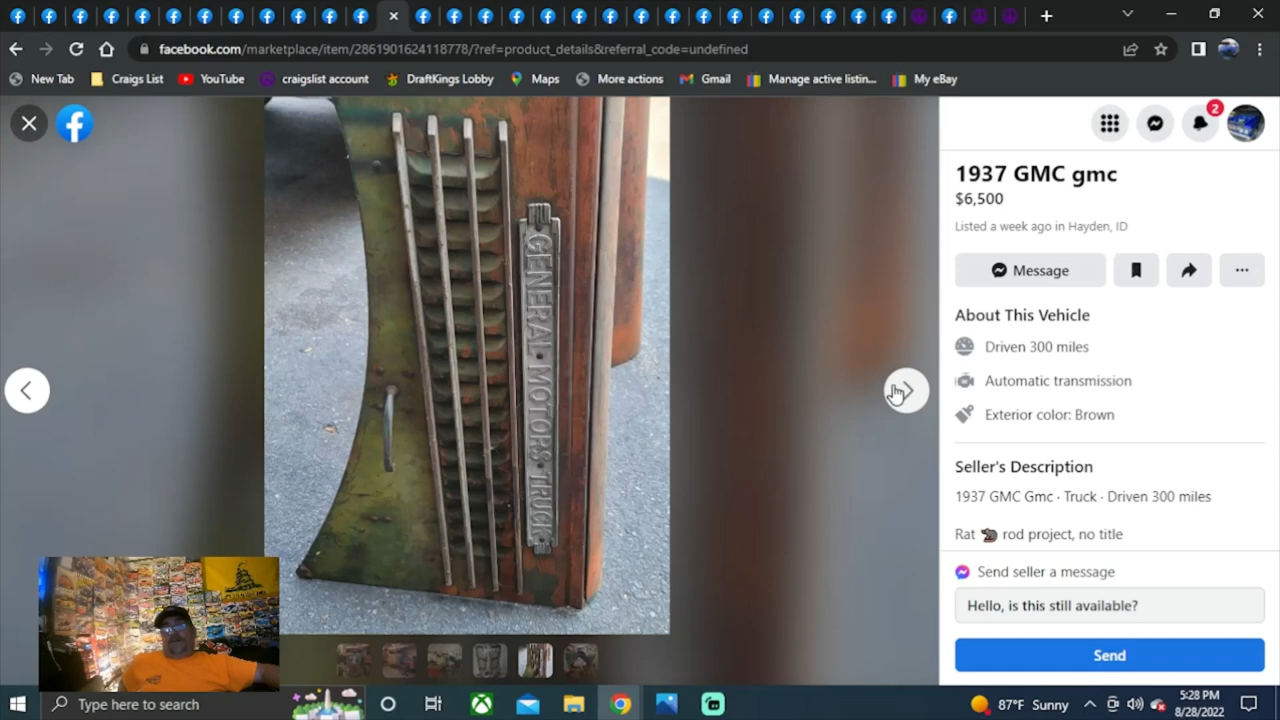 facebook.com/marketplace/item/2861901624118778/?ref=product_details&referral_code=undefined
New Tab
Craigs List
YouTube
craigslist account
DraftKings Lobby
Maps
More actions
Gmail
Manage active listin...
My eBay
GENERAL · MOTORS · TRUCK
2
1937 GMC gmc
$6,500
Listed a week ago in Hayden, ID
Message
About This Vehicle
Driven 300 miles
Automatic transmission
Exterior color: Brown
Seller's Description
1937 GMC Gmc · Truck · Driven 300 miles
Rat 🐀 rod project, no title
Send seller a message
Hello, is this still available?
Send
Type here to search
87°F Sunny
5:28 PM
8/28/2022